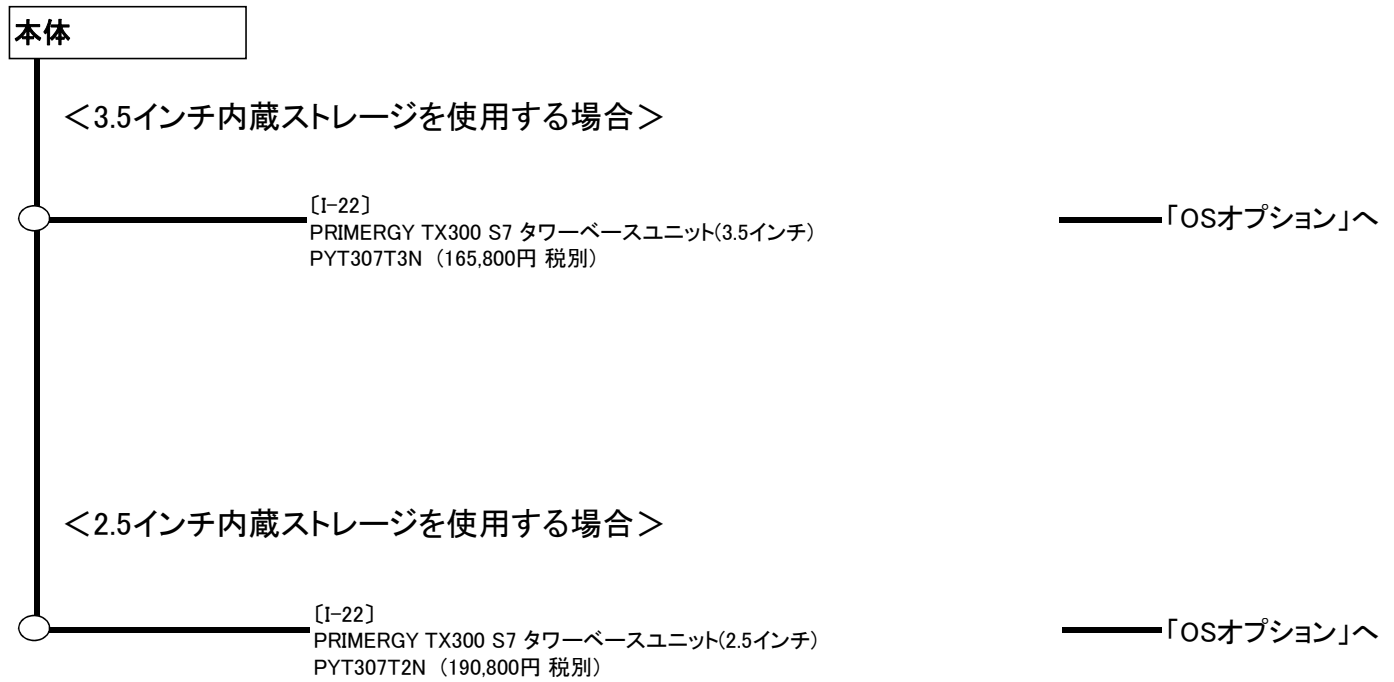 本体
＜3.5インチ内蔵ストレージを使用する場合＞
〔I-22〕
PRIMERGY TX300 S7 タワーベースユニット(3.5インチ)
PYT307T3N (165,800円 税別)
「OSオプション」へ
＜2.5インチ内蔵ストレージを使用する場合＞
〔I-22〕
PRIMERGY TX300 S7 タワーベースユニット(2.5インチ)
PYT307T2N (190,800円 税別)
「OSオプション」へ